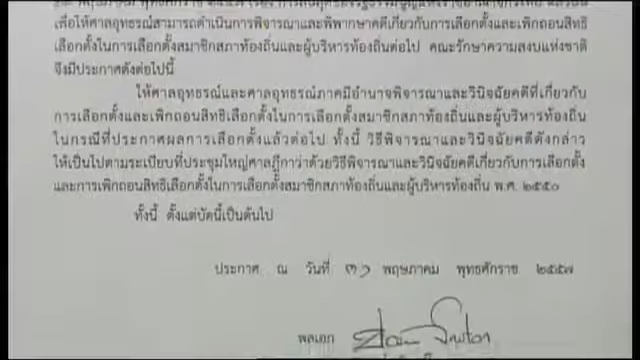 เพื่อให้ศาลอุทธรณ์สามารถดำเนินการพิจารณาและพิพากษาคดีเกี่ยวกับการเลือกตั้งและเพิกถอนสิทธิ
เลือกตั้งในการเลือกตั้งสมาชิกสภาท้องถิ่นและผู้บริหารท้องถิ่นต่อไป คณะรักษาความสงบแห่งชาติ
จึงมีประกาศดังต่อไปนี้
ให้ศาลอุทธรณ์และศาลอุทธรณ์ภาคมีอำนาจพิจารณาและวินิจฉัยคดีที่เกี่ยวกับ
การเลือกตั้งและเพิกถอนสิทธิเลือกตั้งในการเลือกตั้งสมาชิกสภาท้องถิ่นและผู้บริหารท้องถิ่น
ในกรณีที่ประกาศผลการเลือกตั้งแล้วต่อไป ทั้งนี้ วิธีพิจารณาและวินิจฉัยคดีดังกล่าว
ให้เป็นไปตามระเบียบที่ประชุมใหญ่ศาลฎีกาว่าด้วยวิธีพิจารณาและวินิจฉัยคดีเกี่ยวกับการเลือกตั้ง
และการเพิกถอนสิทธิเลือกตั้งในการเลือกตั้งสมาชิกสภาท้องถิ่นและผู้บริหารท้องถิ่น พ.ศ. ๒๕๕๐
ทั้งนี้ ตั้งแต่บัดนี้เป็นต้นไป
ประกาศ ณ วันที่ ๓๑ พฤษภาคม พุทธศักราช ๒๕๕๗
พลเอก